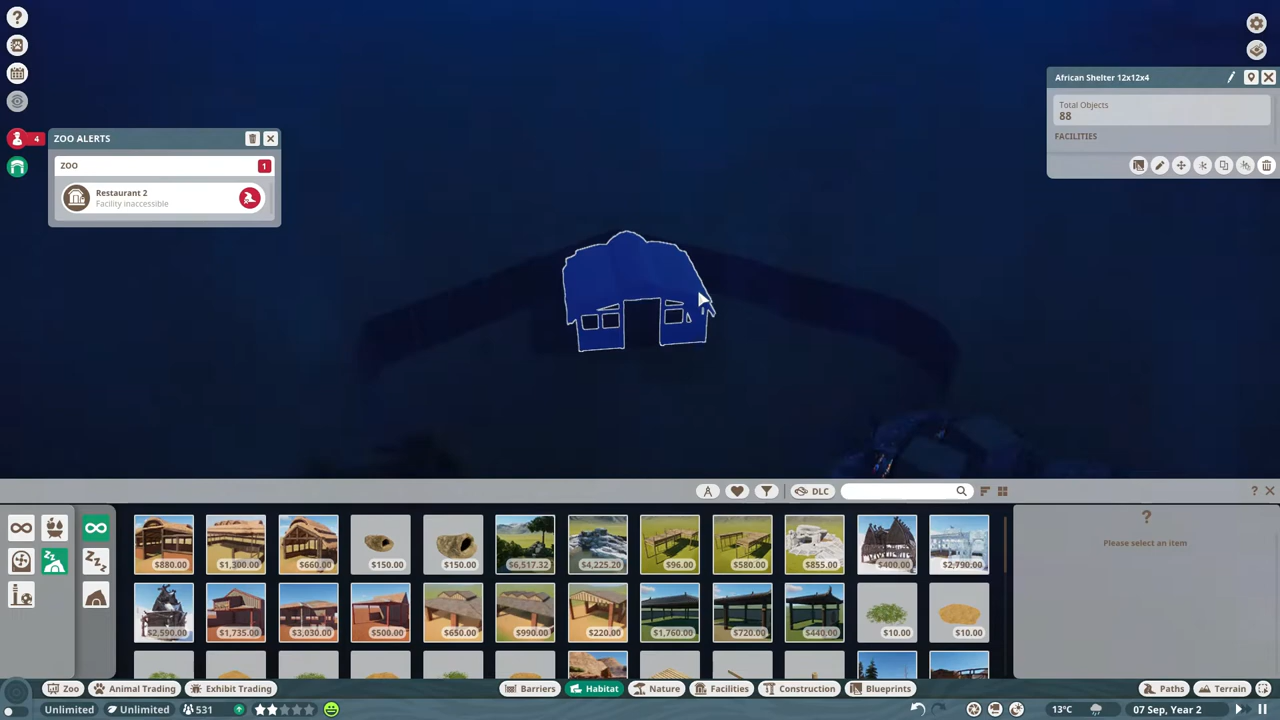 ?
4
ZOO ALERTS
ZOO
1
Restaurant 2
Facility inaccessible
African Shelter 12x12x4
Total Objects
88
FACILITIES
DLC
?
$880.00
$1,300.00
$660.00
$150.00
$150.00
$6,517.32
$4,225.20
$96.00
$580.00
$855.00
$400.00
$2,790.00
$2,590.00
$1,735.00
$3,030.00
$500.00
$650.00
$990.00
$220.00
$1,760.00
$720.00
$440.00
$10.00
$10.00
?
Please select an item
Zoo
Animal Trading
Exhibit Trading
Barriers
Habitat
Nature
Facilities
Construction
Blueprints
Paths
Terrain
Unlimited
Unlimited
531
13°C
07 Sep, Year 2